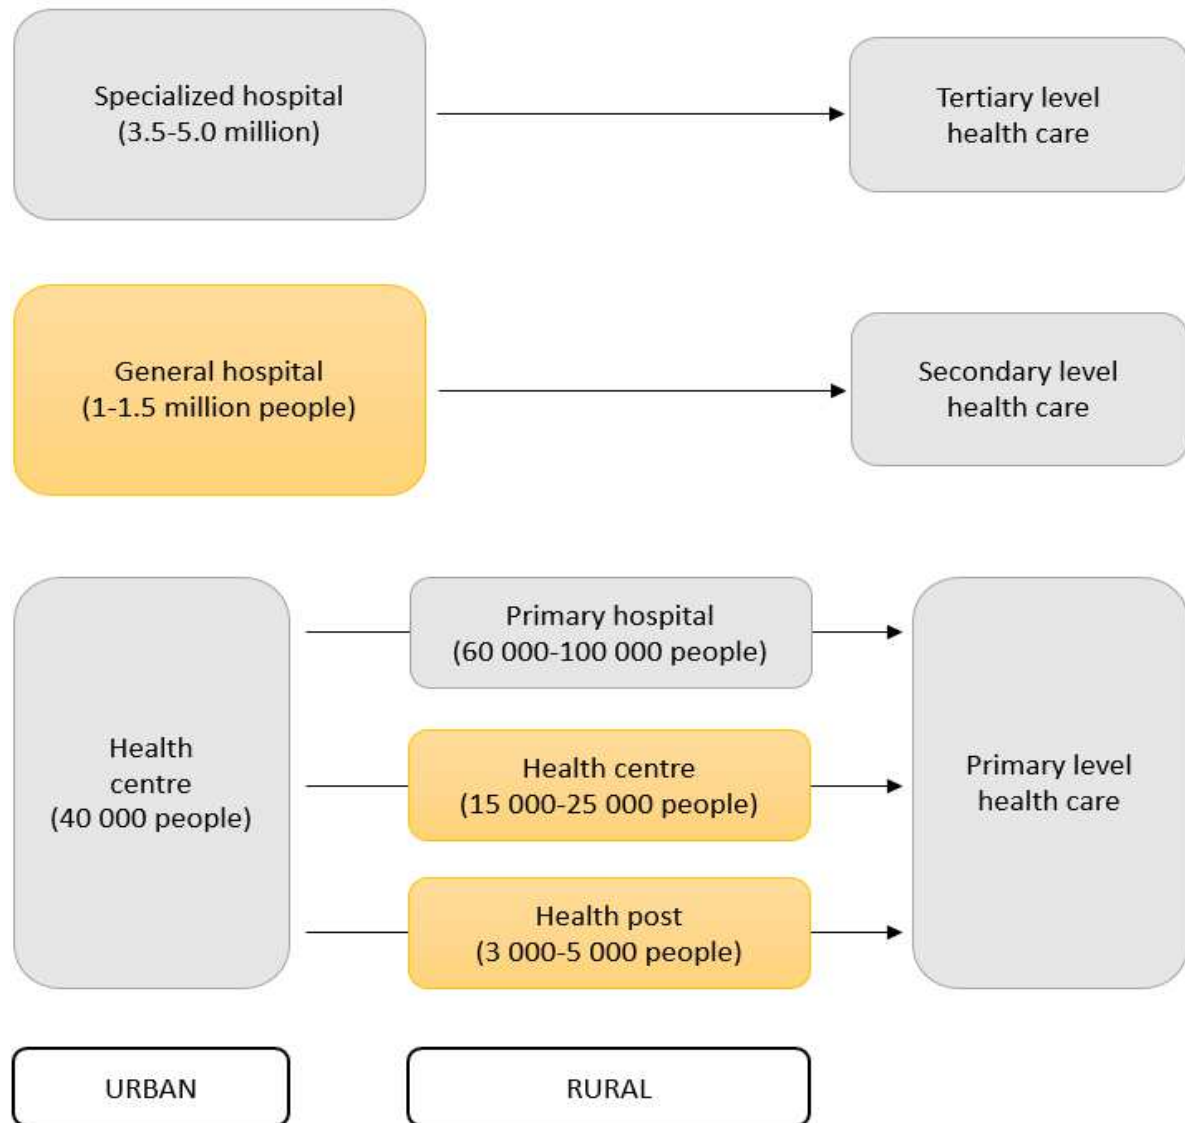 Specialized hospital
(3.5-5.0 million)
Tertiary level
health care
General hospital
(1-1.5 million people)
Secondary level
health care
Health
centre
(40 000 people)
Primary hospital
(60 000-100 000 people)
Health centre
(15 000-25 000 people)
Health post
(3 000-5 000 people)
Primary level
health care
URBAN
RURAL